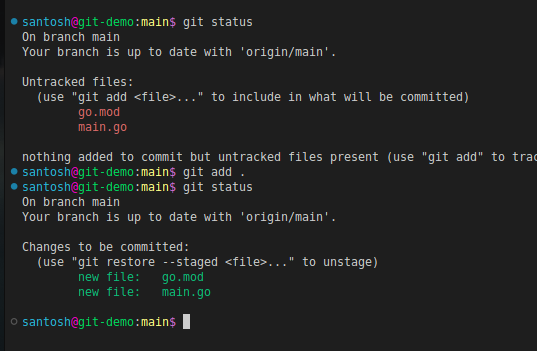 santosh@git-demo:main$ git status
On branch main
Your branch is up to date with 'origin/main'.
Untracked files:
(use "git add <file>..." to include in what will be committed)
go.mod
main.go
nothing added to commit but untracked files present (use "git add" to trac
santosh@git-demo:main$ git add .
santosh@git-demo:main$ git status
On branch main
Your branch is up to date with 'origin/main'.
Changes to be committed:
(use "git restore --staged <file>..." to unstage)
new file:   go.mod
new file:   main.go
santosh@git-demo:main$